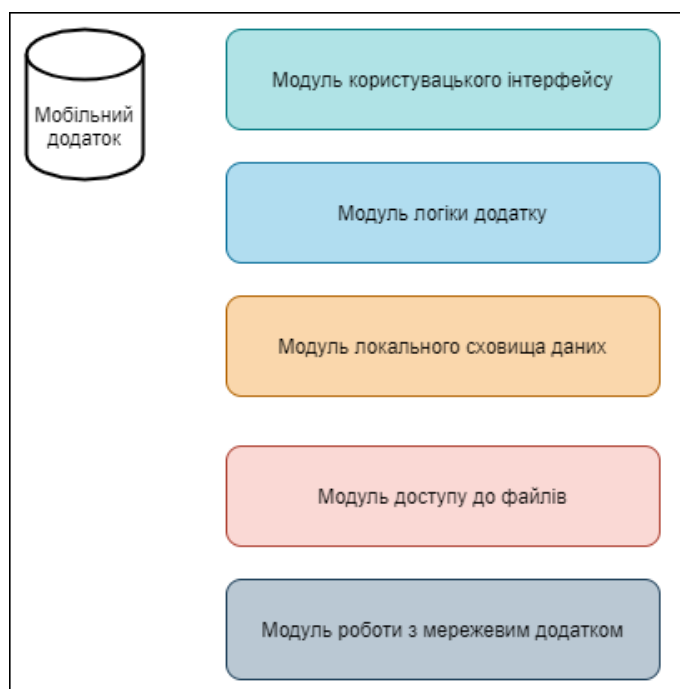 Мобільний
додаток
Модуль користувацького інтерфейсу
Модуль логіки додатку
Модуль локального сховища даних
Модуль доступу до файлів
Модуль роботи з мережевим додатком